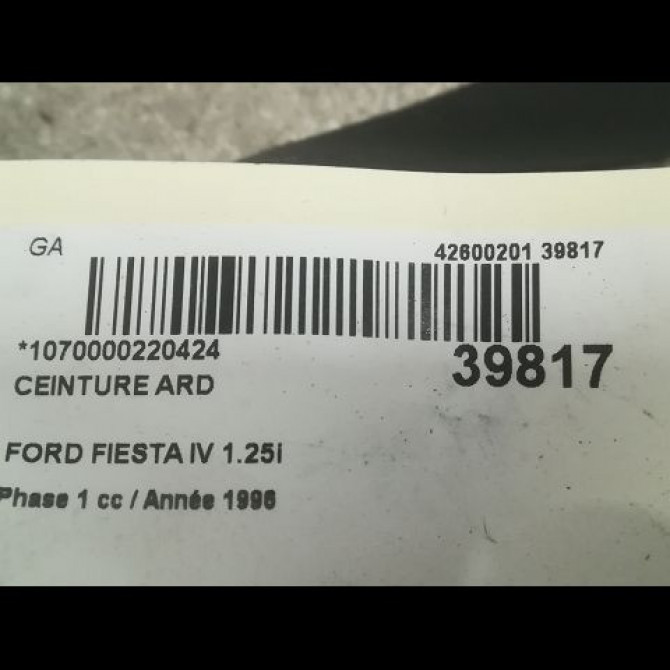 GA
42600201 39817
*1070000220424
39817
CEINTURE ARD
FORD FIESTA IV 1.25i
Phase 1 cc / Année 1996